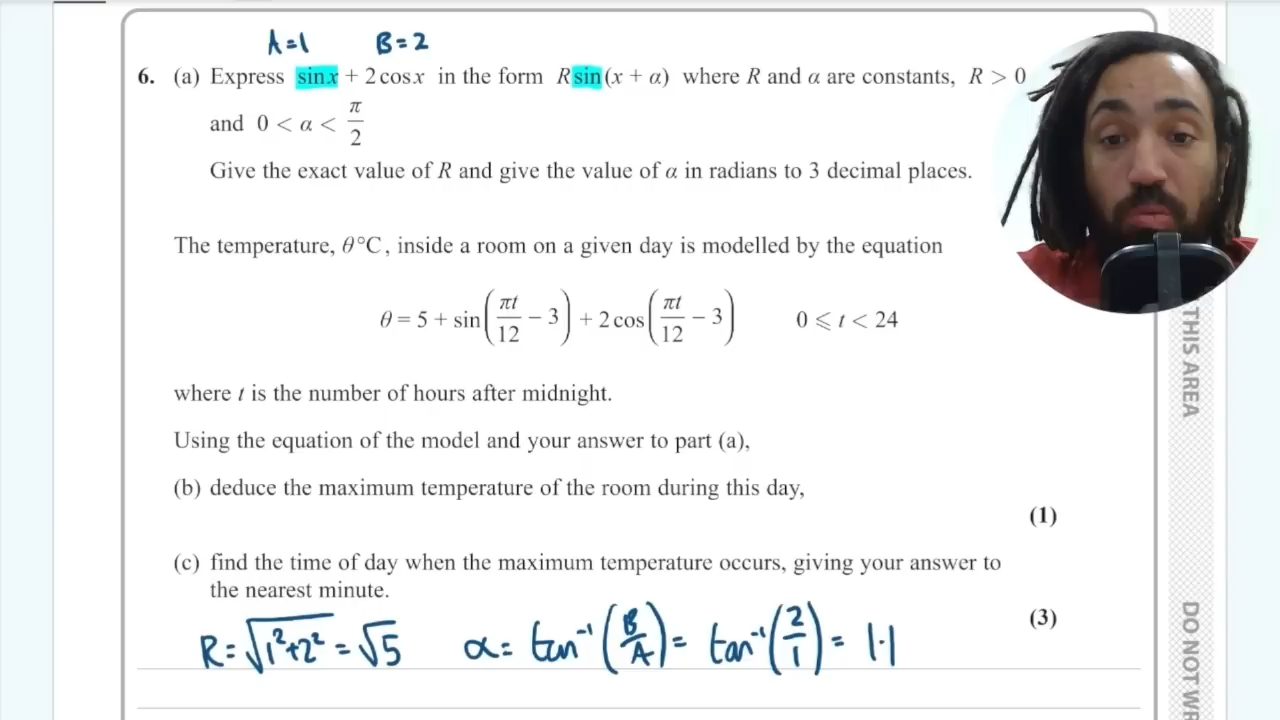 A=1 B=2
6. (a) Express sin x + 2 cos x in the form R sin (x + α) where R and α are constants, R > 0
and 0 < α < π/2
Give the exact value of R and give the value of α in radians to 3 decimal places.
The temperature, θ°C, inside a room on a given day is modelled by the equation
θ = 5 + sin(πt/12 − 3) + 2 cos(πt/12 − 3) 0 ⩽ t < 24
where t is the number of hours after midnight.
Using the equation of the model and your answer to part (a),
(b) deduce the maximum temperature of the room during this day,
(1)
(c) find the time of day when the maximum temperature occurs, giving your answer to
the nearest minute.
(3)
R = √(1²+2²) = √5 α = tan⁻¹(B/A) = tan⁻¹(2/1) = 1.1
THIS AREA
DO NOT WR